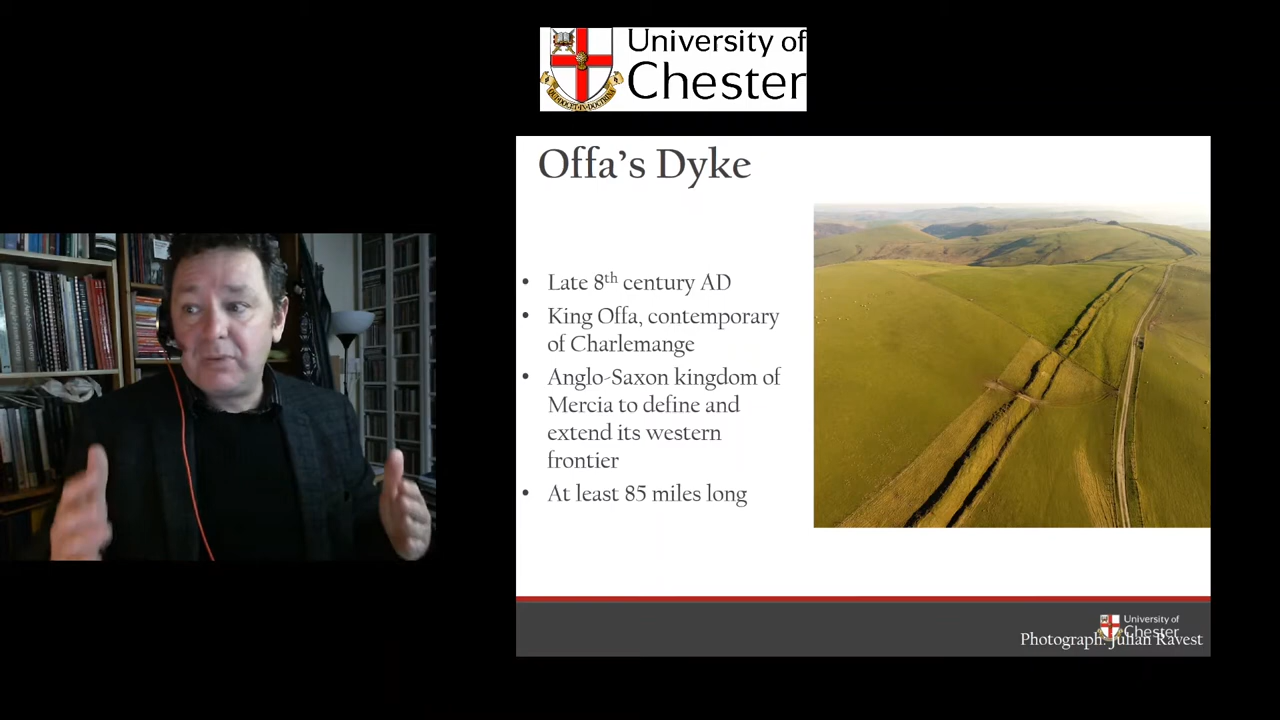 University of
Chester
Offa's Dyke
• Late 8th century AD
• King Offa, contemporary
of Charlemange
• Anglo-Saxon kingdom of
Mercia to define and
extend its western
frontier
• At least 85 miles long
University of
Chester
Photograph: Julian Ravest